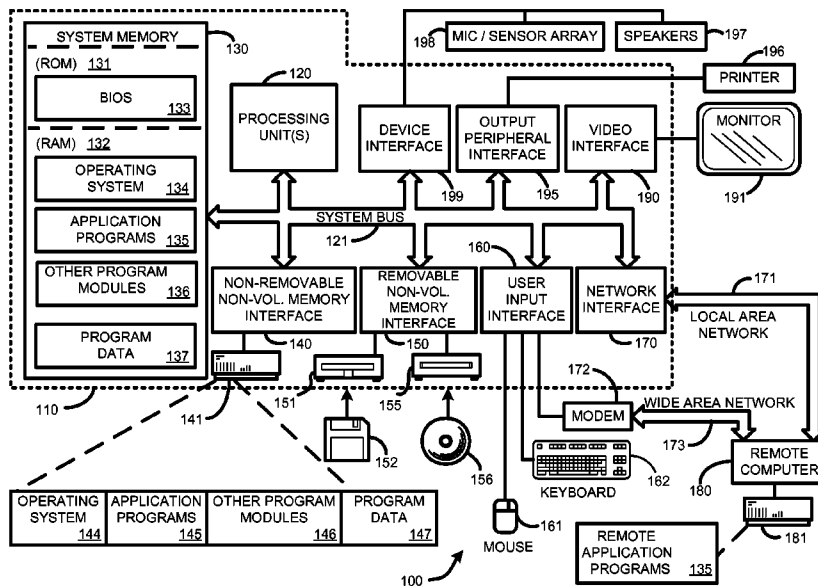 SYSTEM MEMORY
130
(ROM) 131
BIOS
133
(RAM) 132
OPERATING
SYSTEM 134
APPLICATION
PROGRAMS 135
OTHER PROGRAM
MODULES 136
PROGRAM
DATA 137
120
PROCESSING
UNIT(S)
198
MIC / SENSOR ARRAY
SPEAKERS
197
196
PRINTER
DEVICE
INTERFACE
199
OUTPUT
PERIPHERAL
INTERFACE
195
VIDEO
INTERFACE
190
MONITOR
191
SYSTEM BUS
121
160
NON-REMOVABLE
NON-VOL. MEMORY
INTERFACE
140
REMOVABLE
NON-VOL.
MEMORY
INTERFACE
150
USER
INPUT
INTERFACE
NETWORK
INTERFACE
170
171
LOCAL AREA
NETWORK
110
141
151
155
152
156
172
MODEM
WIDE AREA NETWORK
173
KEYBOARD
162
180
REMOTE
COMPUTER
181
OPERATING
SYSTEM
144
APPLICATION
PROGRAMS
145
OTHER PROGRAM
MODULES
146
PROGRAM
DATA
147
MOUSE
161
100
REMOTE
APPLICATION
PROGRAMS 135